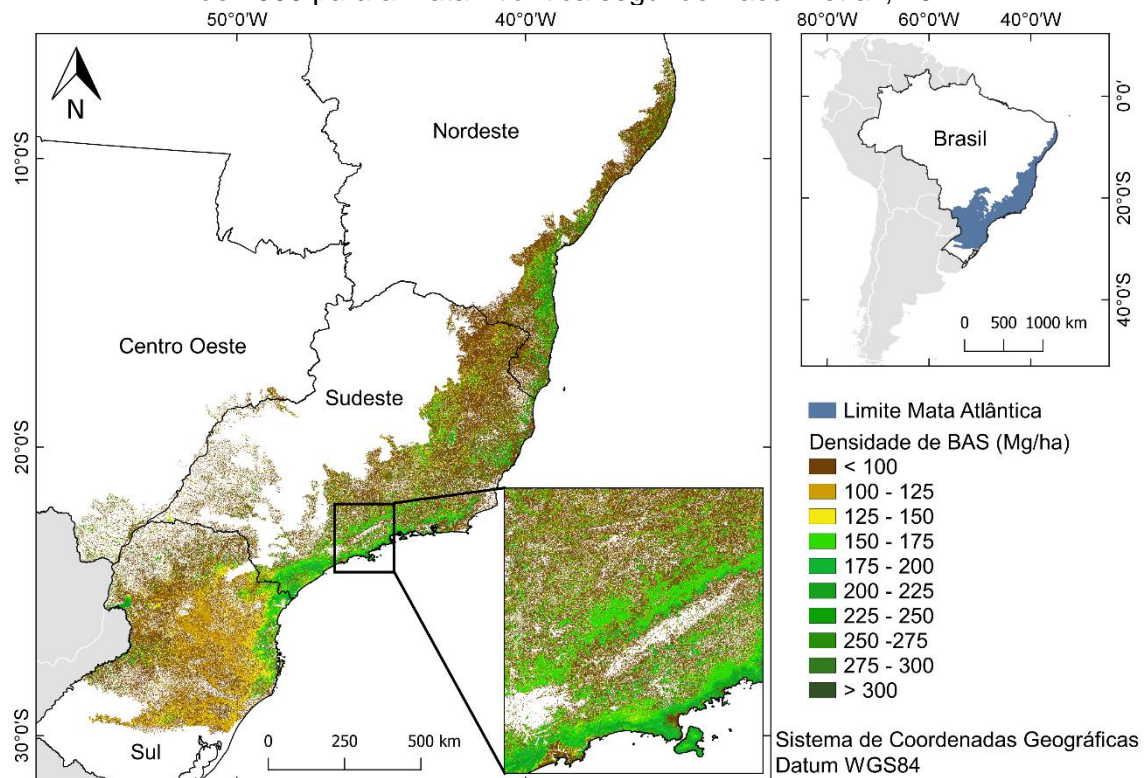 50°0'W
40°0'W
80°0'W
60°0'W
40°0'W
N
10°0'S
20°0'S
30°0'S
Nordeste
Centro Oeste
Sudeste
Sul
0 250 500 km
Brasil
0°0'
20°0'S
40°0'S
0 500 1000 km
Limite Mata Atlântica
Densidade de BAS (Mg/ha)
< 100
100 - 125
125 - 150
150 - 175
175 - 200
200 - 225
225 - 250
250 -275
275 - 300
> 300
Sistema de Coordenadas Geográficas
Datum WGS84